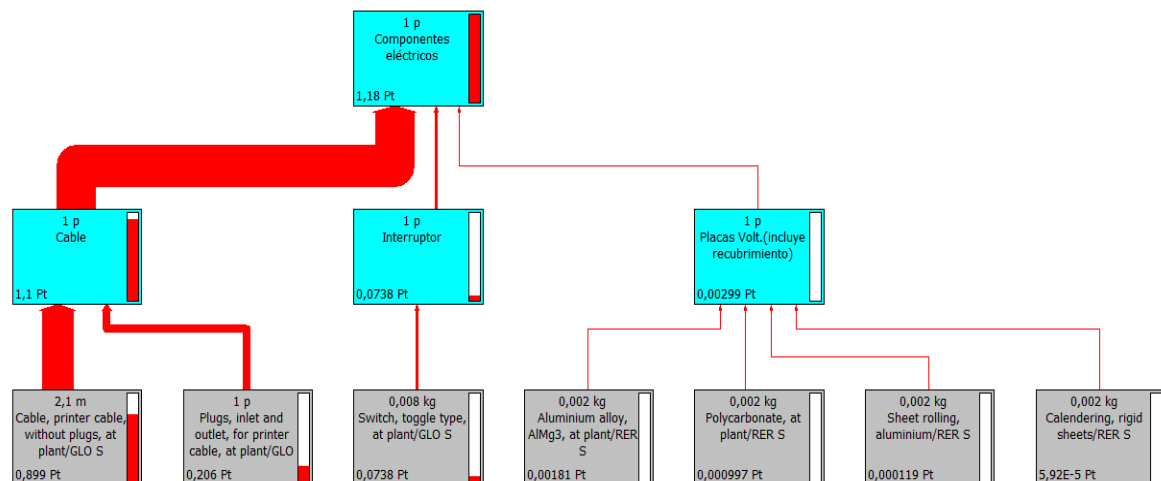 1 p
Componentes
eléctricos
1,18 Pt
1 p
Cable
1,1 Pt
1 p
Interruptor
0,0738 Pt
1 p
Placas Volt.(incluye
recubrimiento)
0,00299 Pt
2,1 m
Cable, printer cable,
without plugs, at
plant/GLO S
0,899 Pt
1 p
Plugs, inlet and
outlet, for printer
cable, at plant/GLO
0,206 Pt
0,008 kg
Switch, toggle type,
at plant/GLO S
0,0738 Pt
0,002 kg
Aluminium alloy,
AlMg3, at plant/RER
S
0,00181 Pt
0,002 kg
Polycarbonate, at
plant/RER S
0,000997 Pt
0,002 kg
Sheet rolling,
aluminium/RER S
0,000119 Pt
0,002 kg
Calendering, rigid
sheets/RER S
5,92E-5 Pt